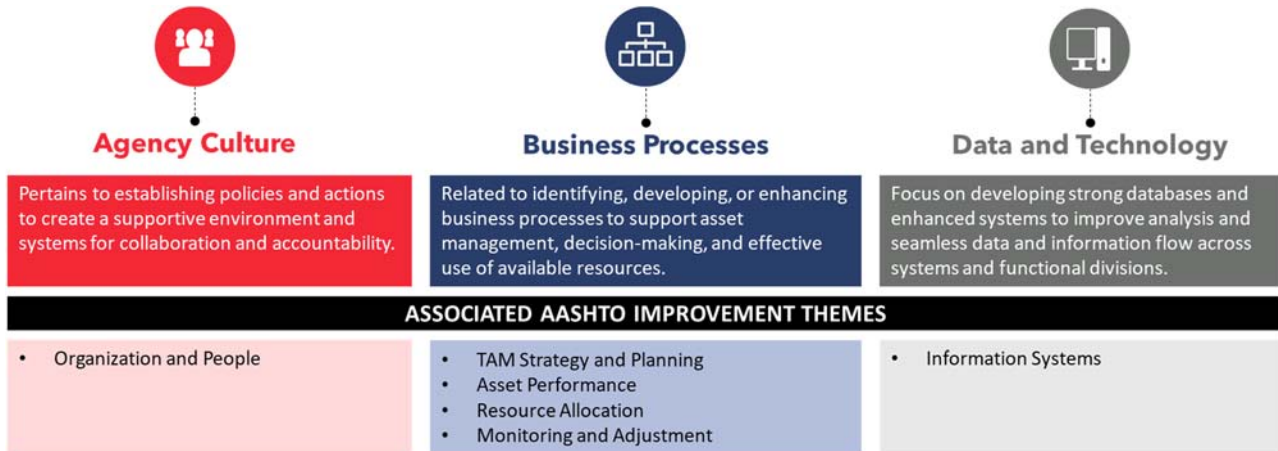 Agency Culture
Pertains to establishing policies and actions
to create a supportive environment and
systems for collaboration and accountability.
Business Processes
Related to identifying, developing, or enhancing
business processes to support asset
management, decision-making, and effective
use of available resources.
Data and Technology
Focus on developing strong databases and
enhanced systems to improve analysis and
seamless data and information flow across
systems and functional divisions.
ASSOCIATED AASHTO IMPROVEMENT THEMES
• Organization and People
• TAM Strategy and Planning
• Asset Performance
• Resource Allocation
• Monitoring and Adjustment
• Information Systems